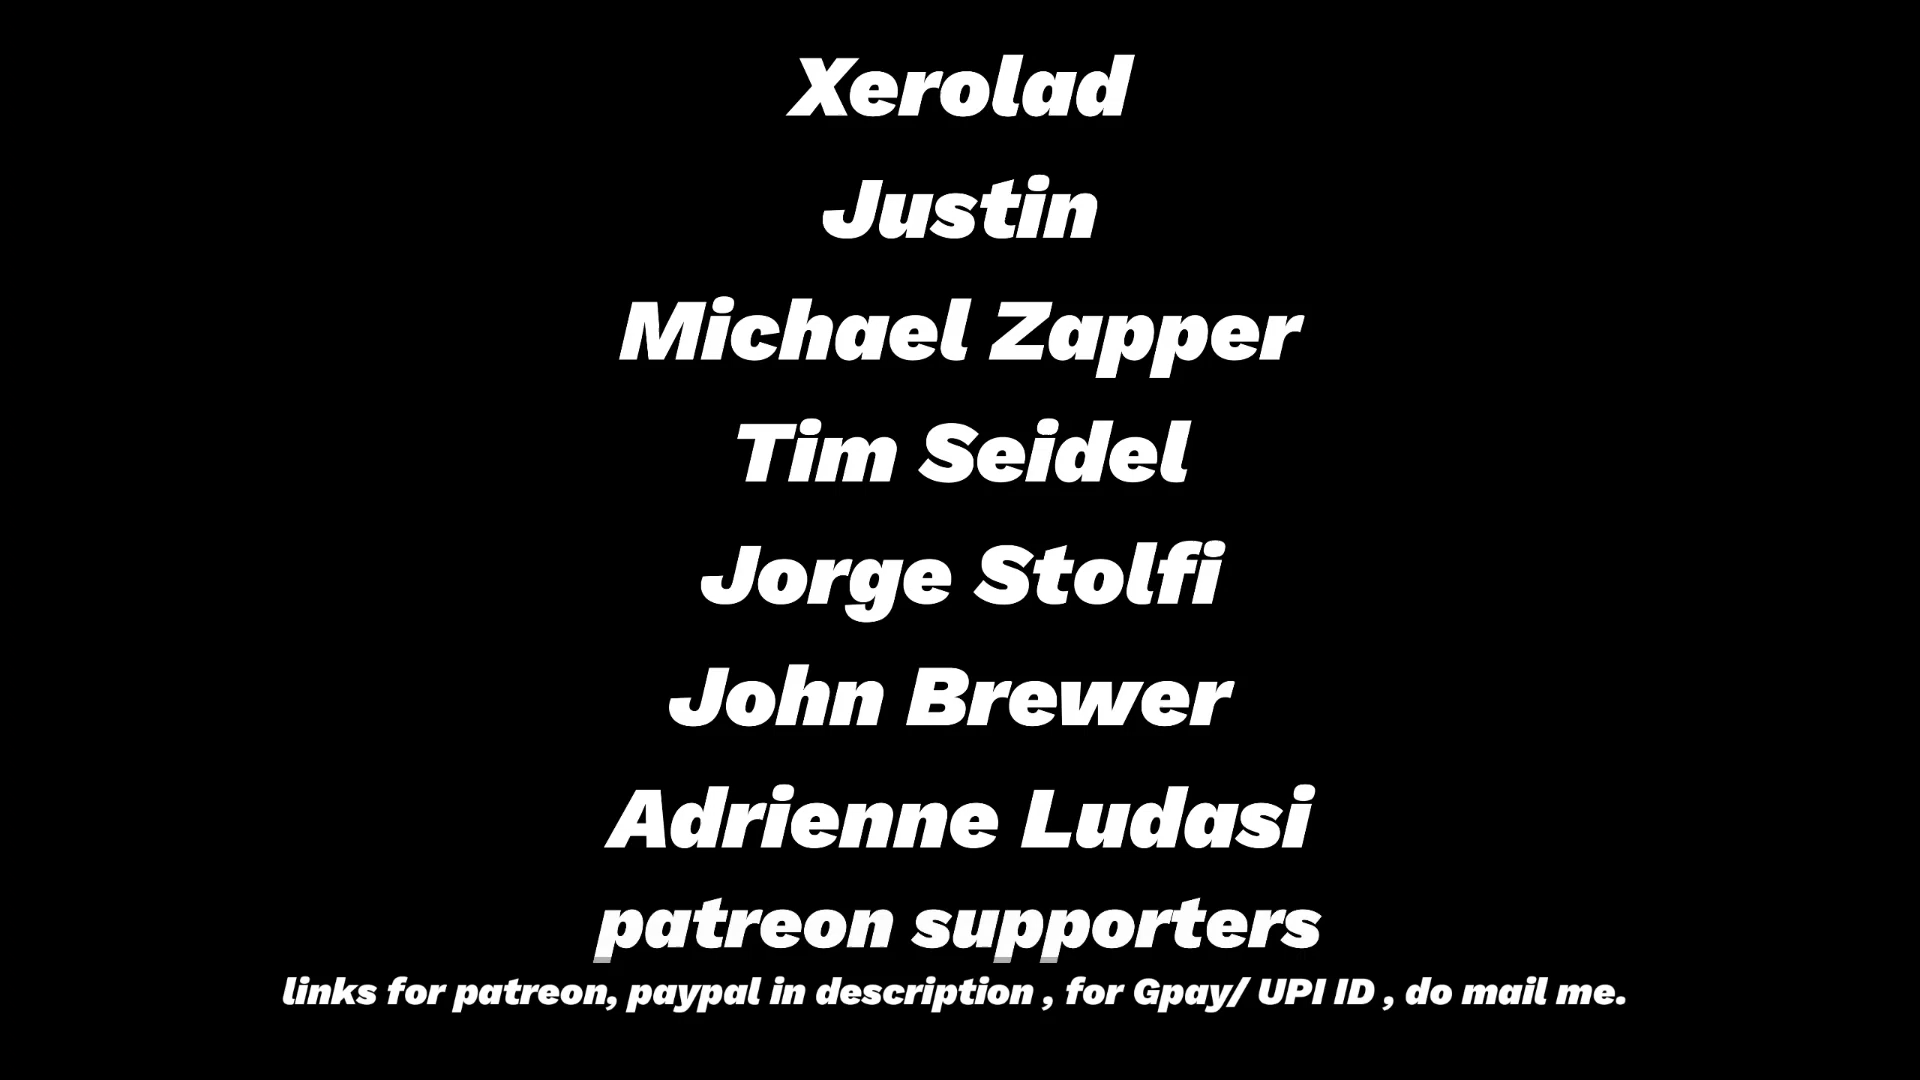 Xerolad
Justin
Michael Zapper
Tim Seidel
Jorge Stolfi
John Brewer
Adrienne Ludasi
patreon supporters
links for patreon, paypal in description , for Gpay/ UPI ID , do mail me.